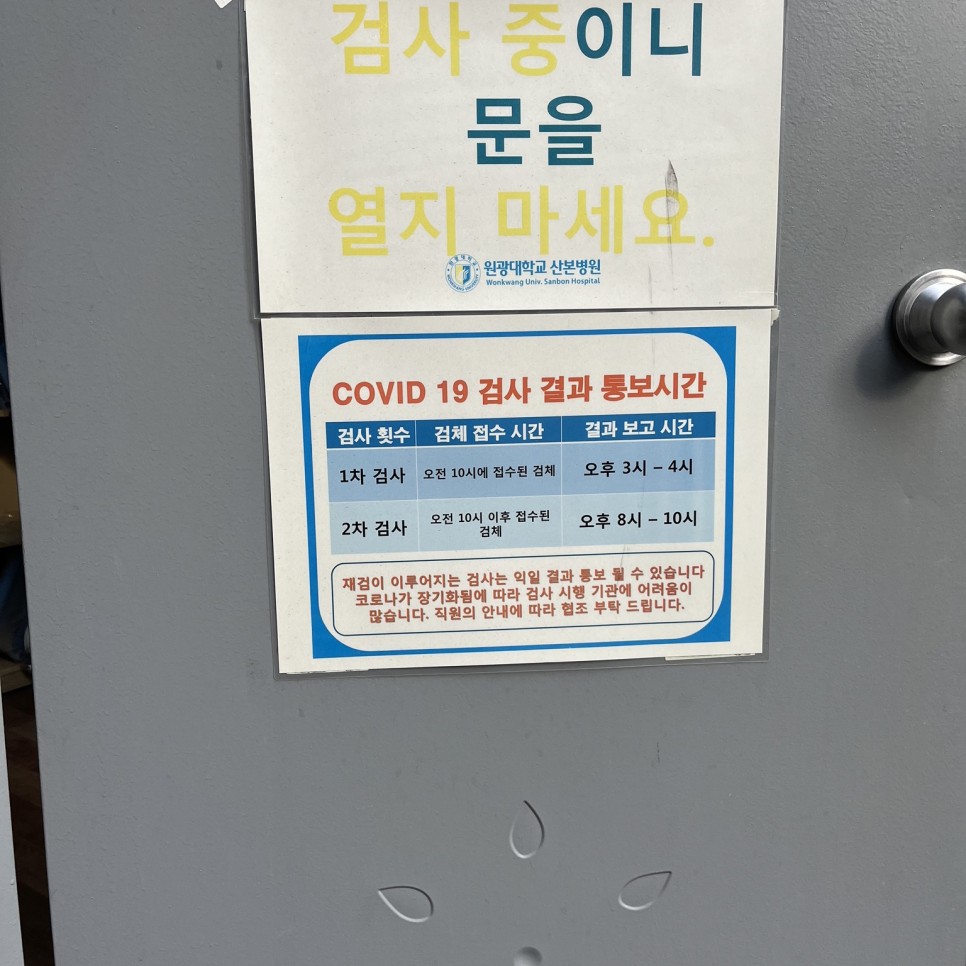 검사 중이니
문을
열지 마세요.
원광대학교 산본병원
Wonkwang Univ. Sanbon Hospital
COVID 19 검사 결과 통보시간
검사 횟수 검체 접수 시간 결과 보고 시간
1차 검사 오전 10시에 접수된 검체 오후 3시 – 4시
2차 검사 오전 10시 이후 접수된 오후 8시 – 10시
검체
재검이 이루어지는 검사는 익일 결과 통보 될 수 있습니다
코로나가 장기화됨에 따라 검사 시행 기관에 어려움이
많습니다. 직원의 안내에 따라 협조 부탁 드립니다.